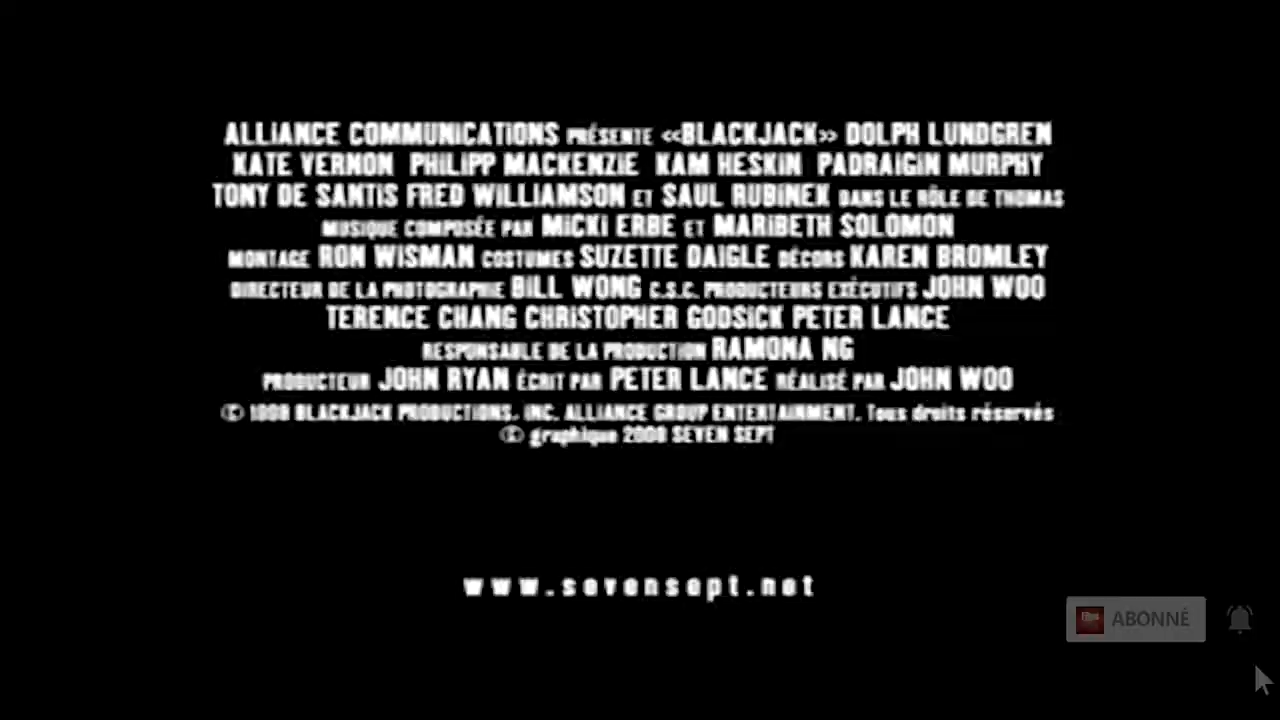 ALLIANCE COMMUNICATIONS PRÉSENTE «BLACKJACK» DOLPH LUNDGREN
KATE VERNON PHILIPP MACKENZIE KAM HESKIN PADRAIGIN MURPHY
TONY DE SANTIS FRED WILLIAMSON ET SAUL RUBINEK DANS LE RÔLE DE THOMAS
MUSIQUE COMPOSÉE PAR MICKI ERBE ET MARIBETH SOLOMON
MONTAGE RON WISMAN COSTUMES SUZETTE DAIGLE DÉCORS KAREN BROMLEY
DIRECTEUR DE LA PHOTOGRAPHIE BILL WONG C.S.C. PRODUCTEURS EXÉCUTIFS JOHN WOO
TERENCE CHANG CHRISTOPHER GODSICK PETER LANCE
RESPONSABLE DE LA PRODUCTION RAMONA NG
PRODUCTEUR JOHN RYAN ÉCRIT PAR PETER LANCE RÉALISÉ PAR JOHN WOO
© 1998 BLACKJACK PRODUCTIONS, INC. ALLIANCE GROUP ENTERTAINMENT. Tous droits réservés
© graphique 2008 SEVEN SEPT
www.sevensept.net
ABONNÉ